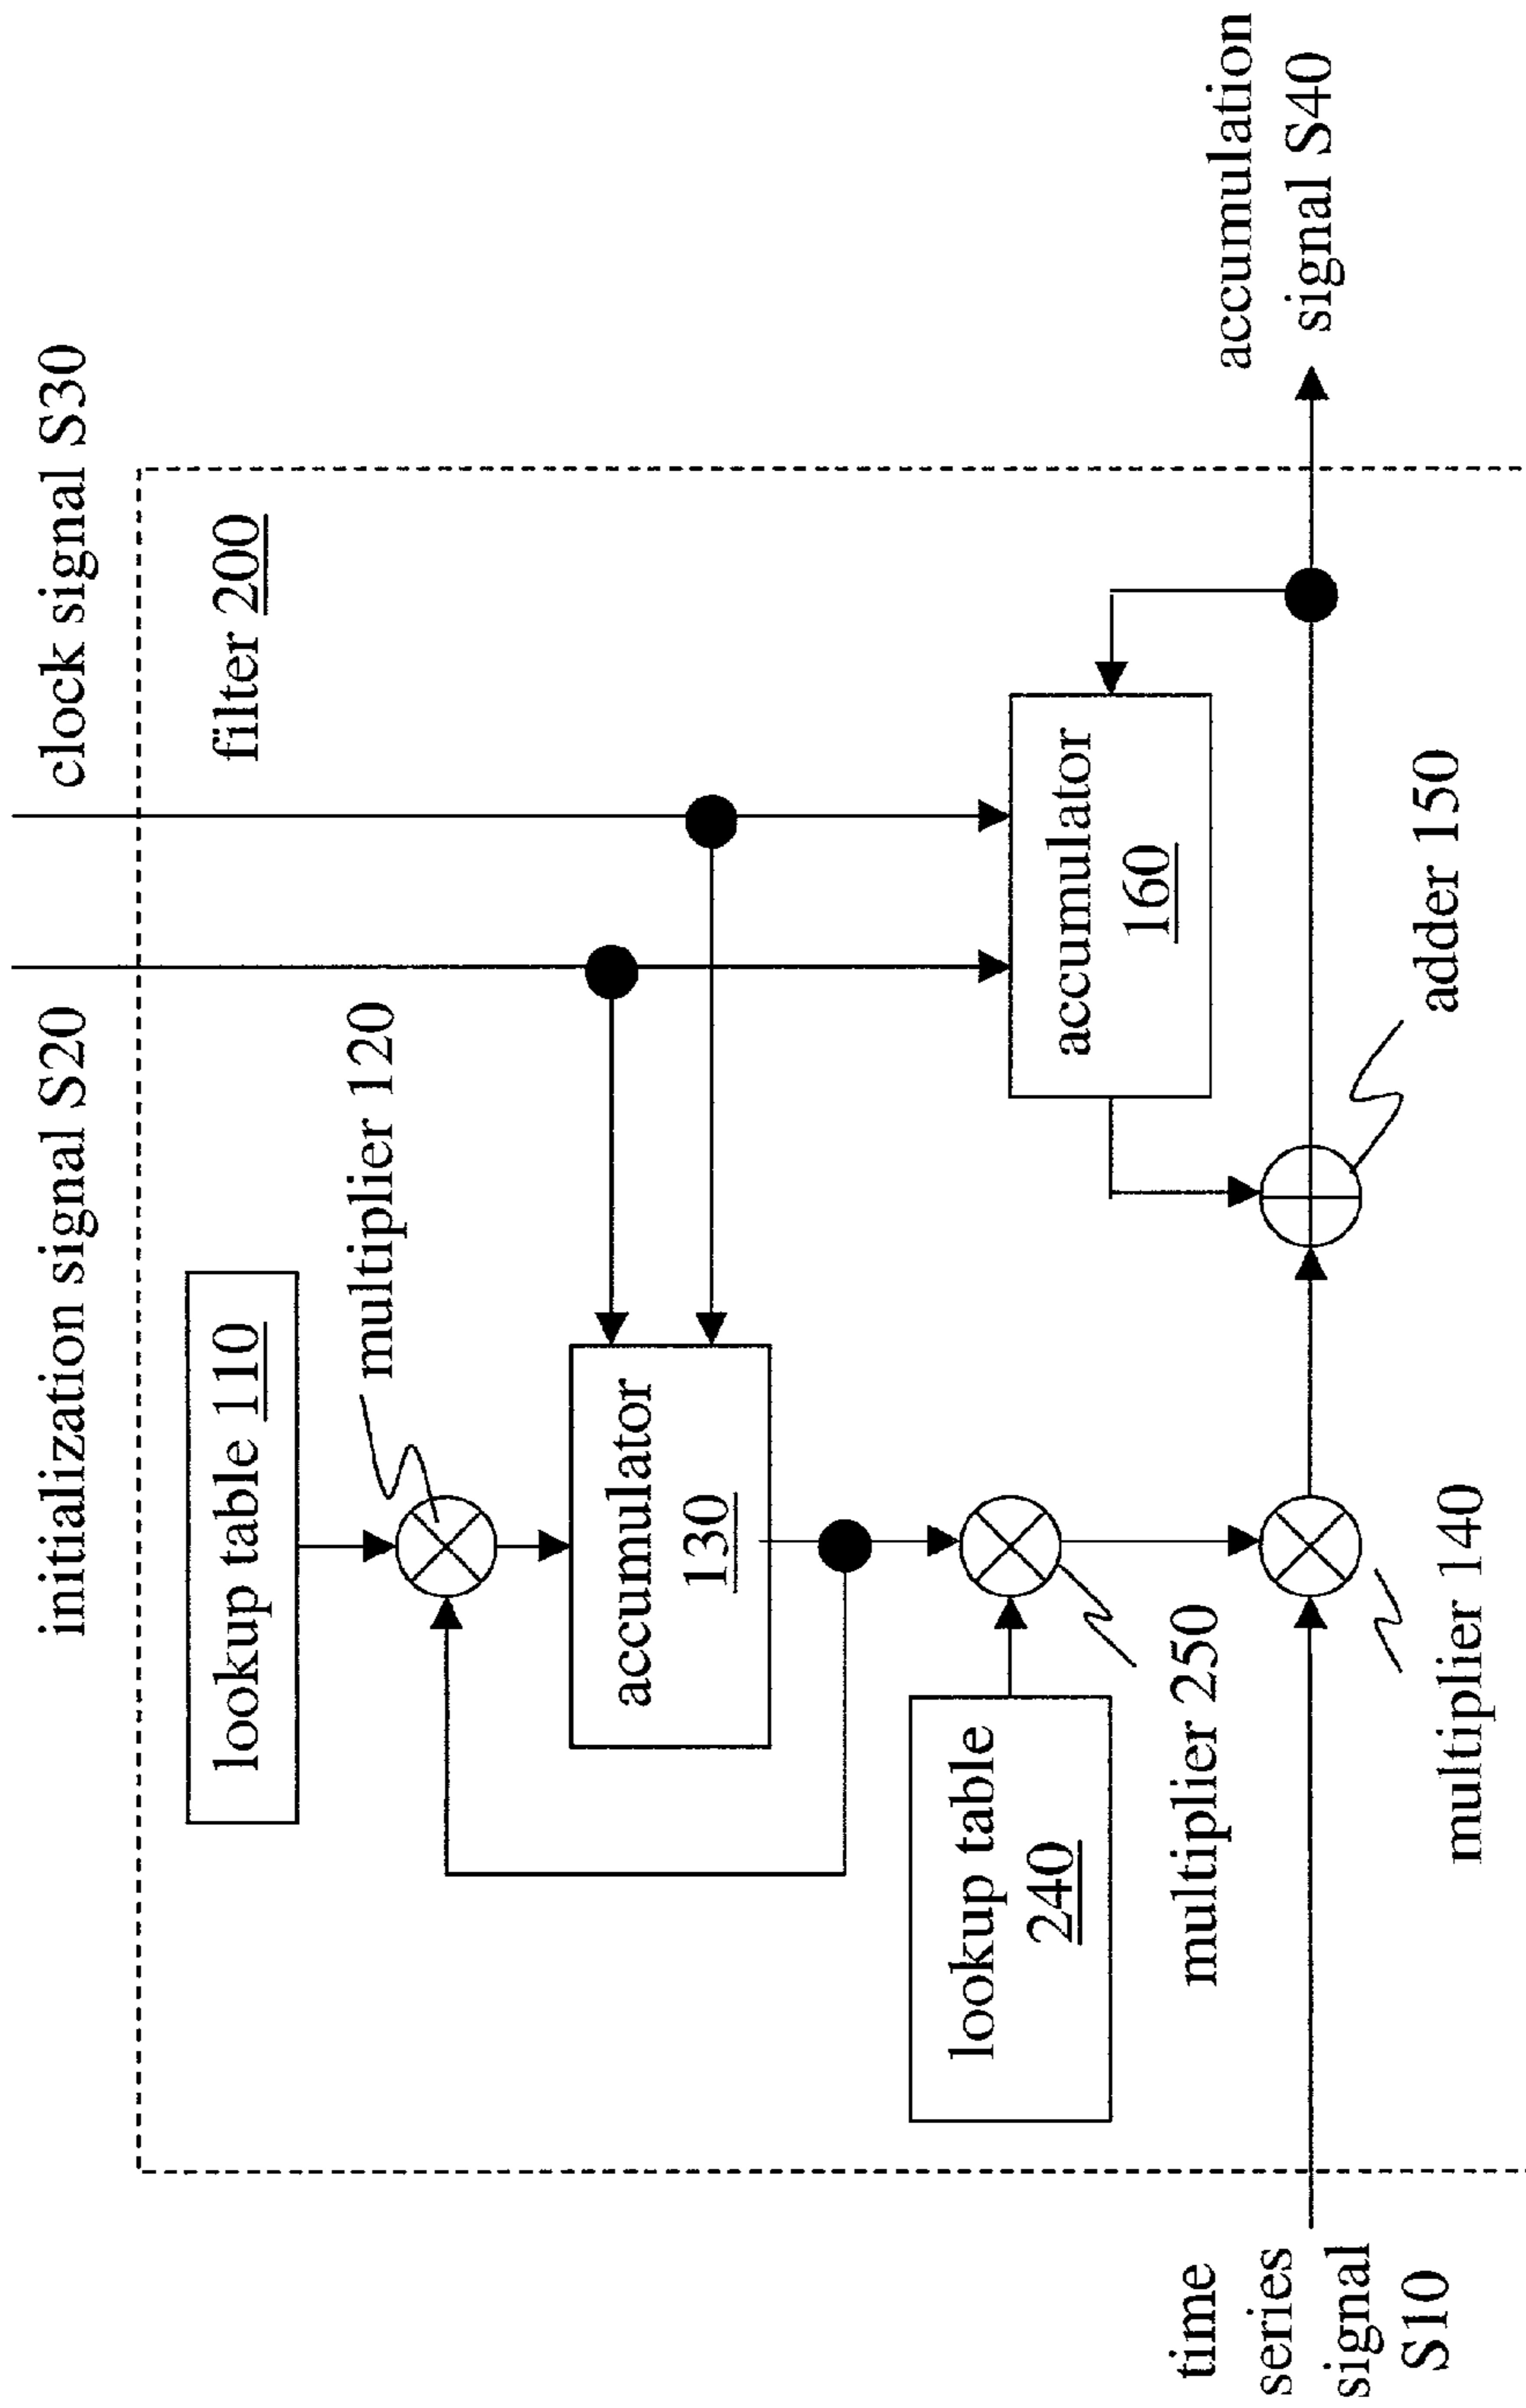 initialization signal S20
clock signal S30
filter 200
lookup table 110
multiplier 120
accumulator
130
lookup table
240
multiplier 250
accumulator
160
time
series
signal
S10
multiplier 140
adder 150
accumulation
signal S40